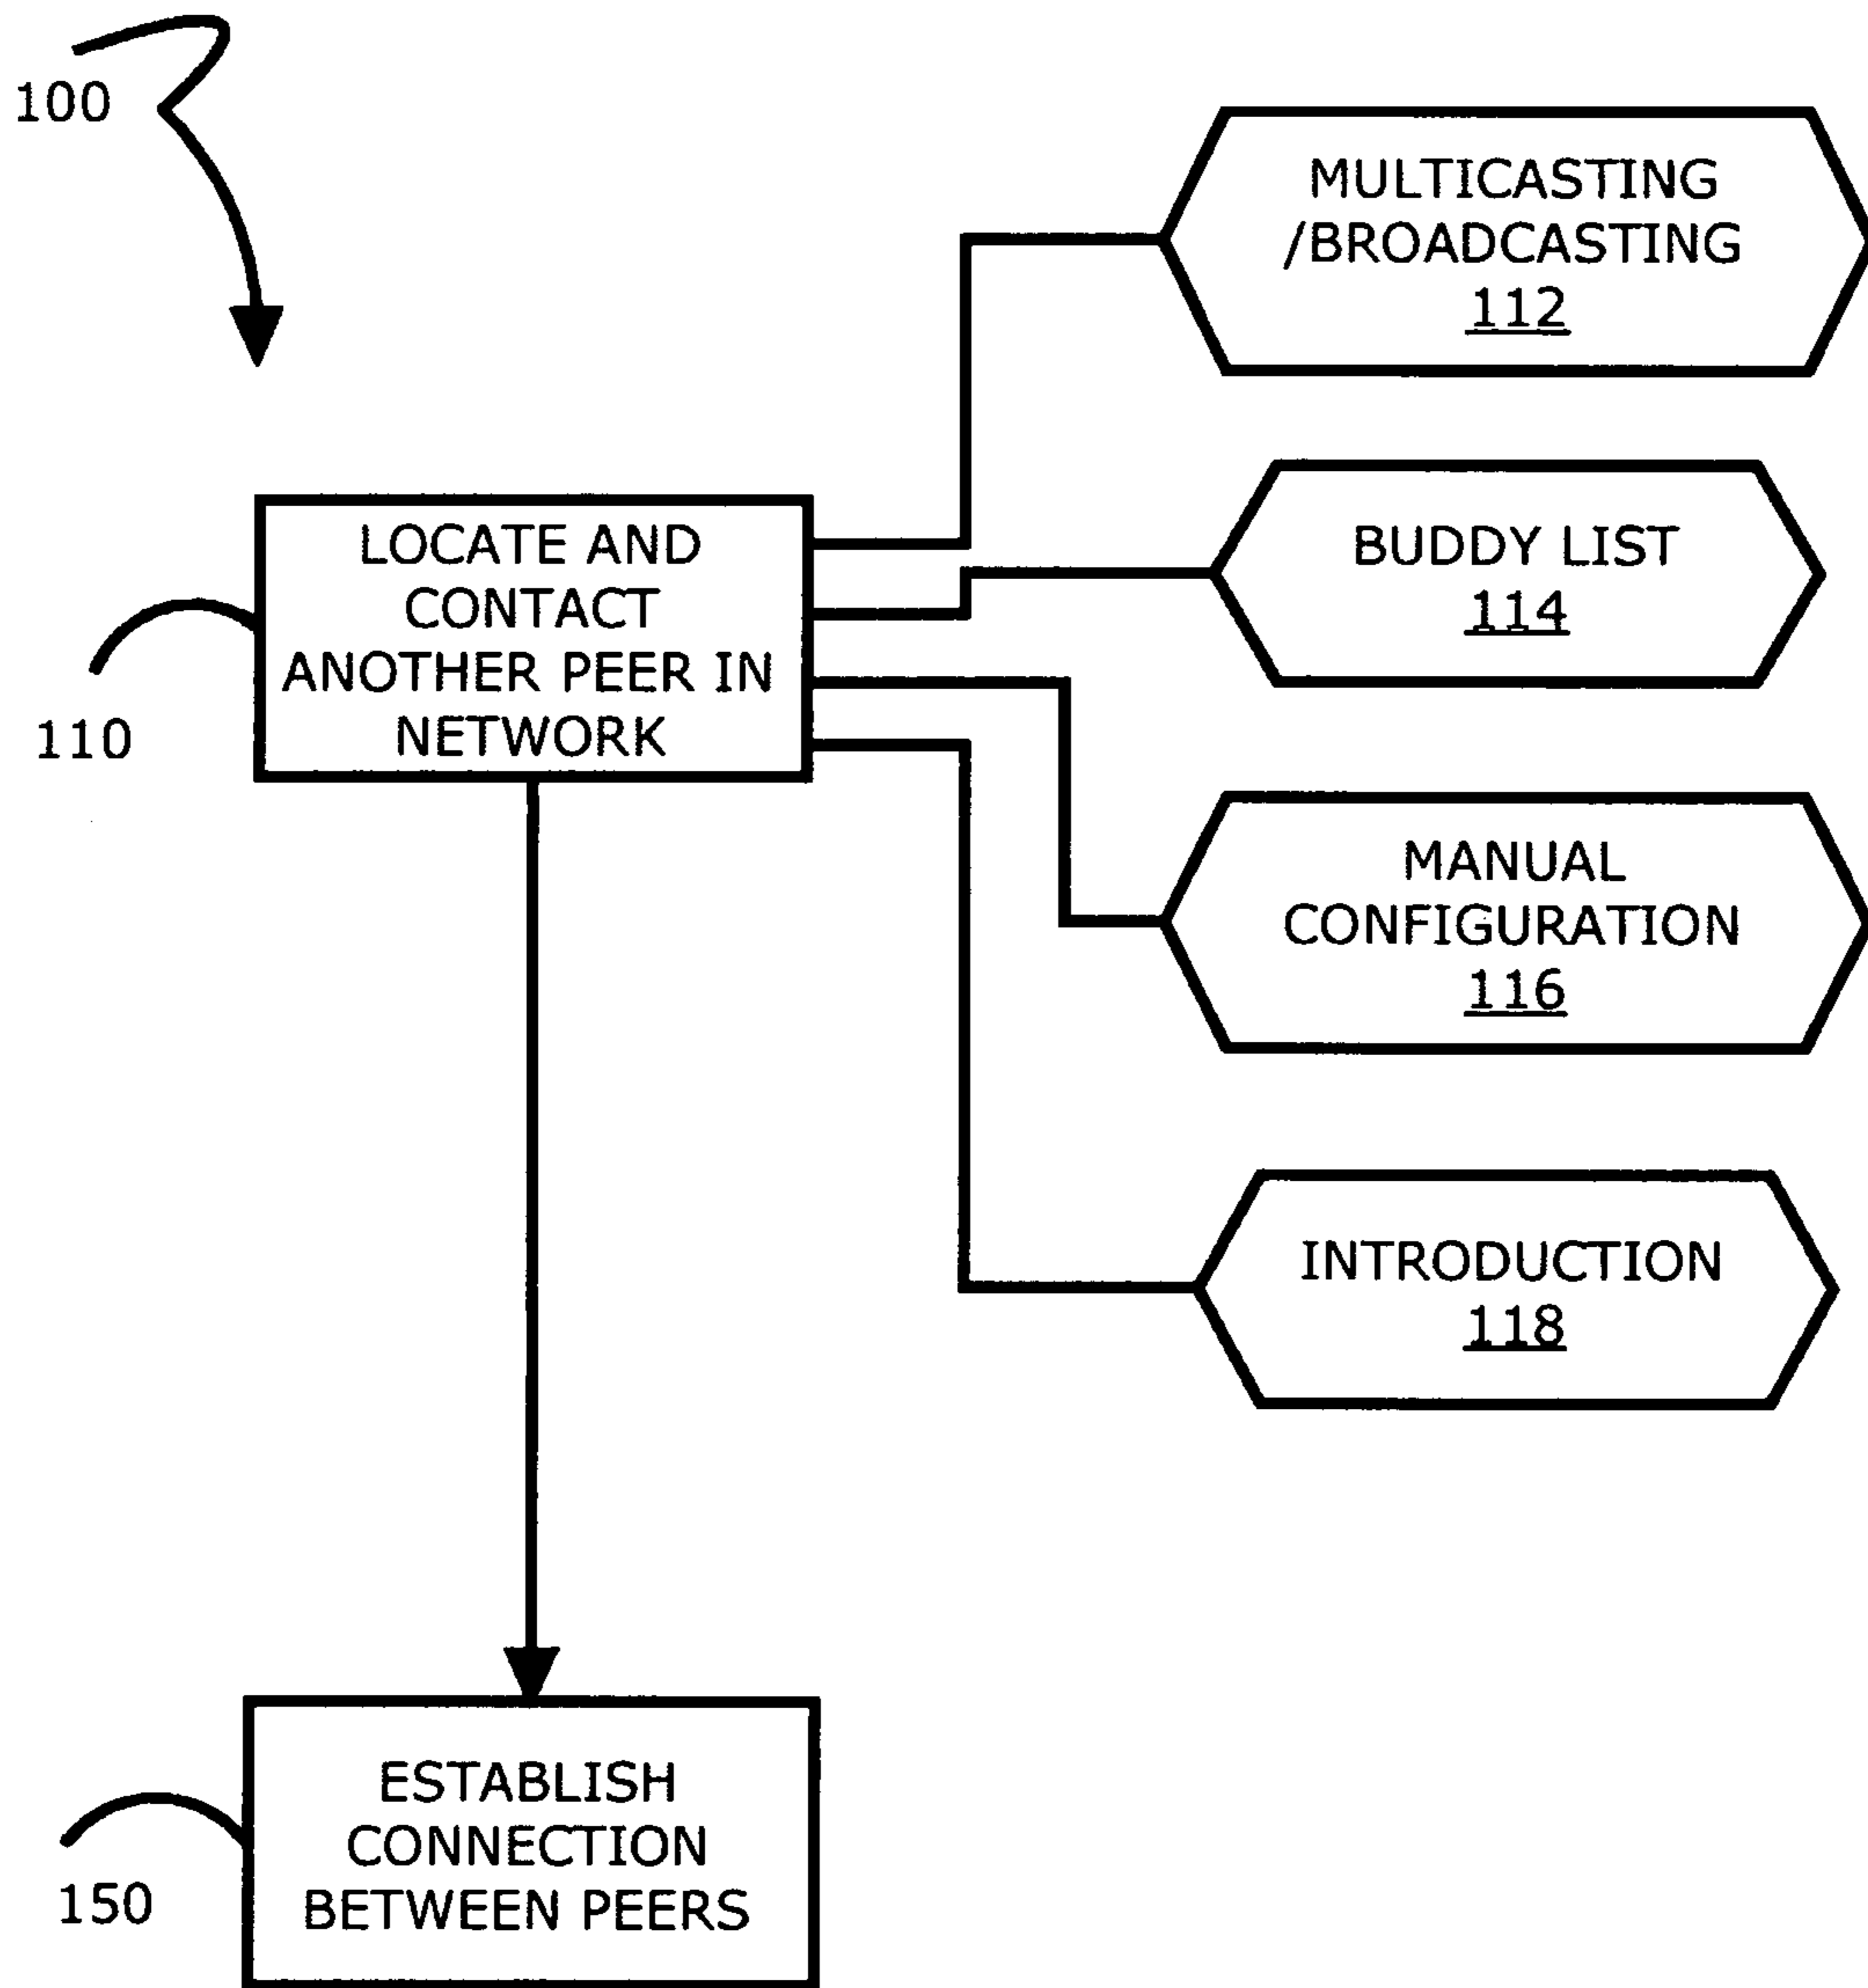 100
MULTICASTING
/BROADCASTING
112
LOCATE AND
CONTACT
ANOTHER PEER IN
NETWORK
110
BUDDY LIST
114
MANUAL
CONFIGURATION
116
INTRODUCTION
118
ESTABLISH
CONNECTION
BETWEEN PEERS
150